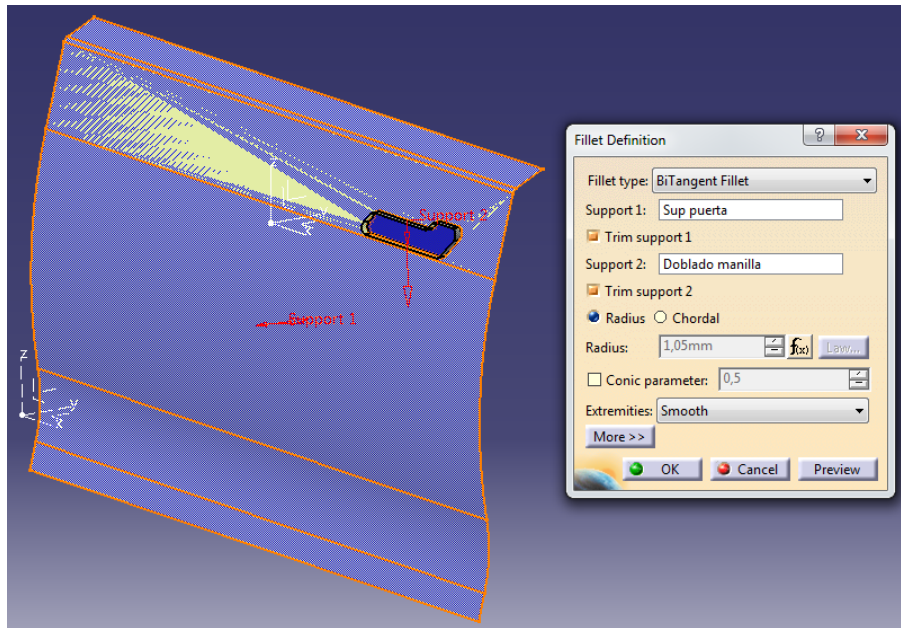 Fillet Definition
Fillet type: BiTangent Fillet
Support 1: Sup puerta
Trim support 1
Support 2: Doblado manilla
Trim support 2
Radius Chordal
Radius: 1,05mm f(x) Law...
Conic parameter: 0,5
Extremities: Smooth
More >>
OK Cancel Preview
Support 2
Support 1
z
y
x